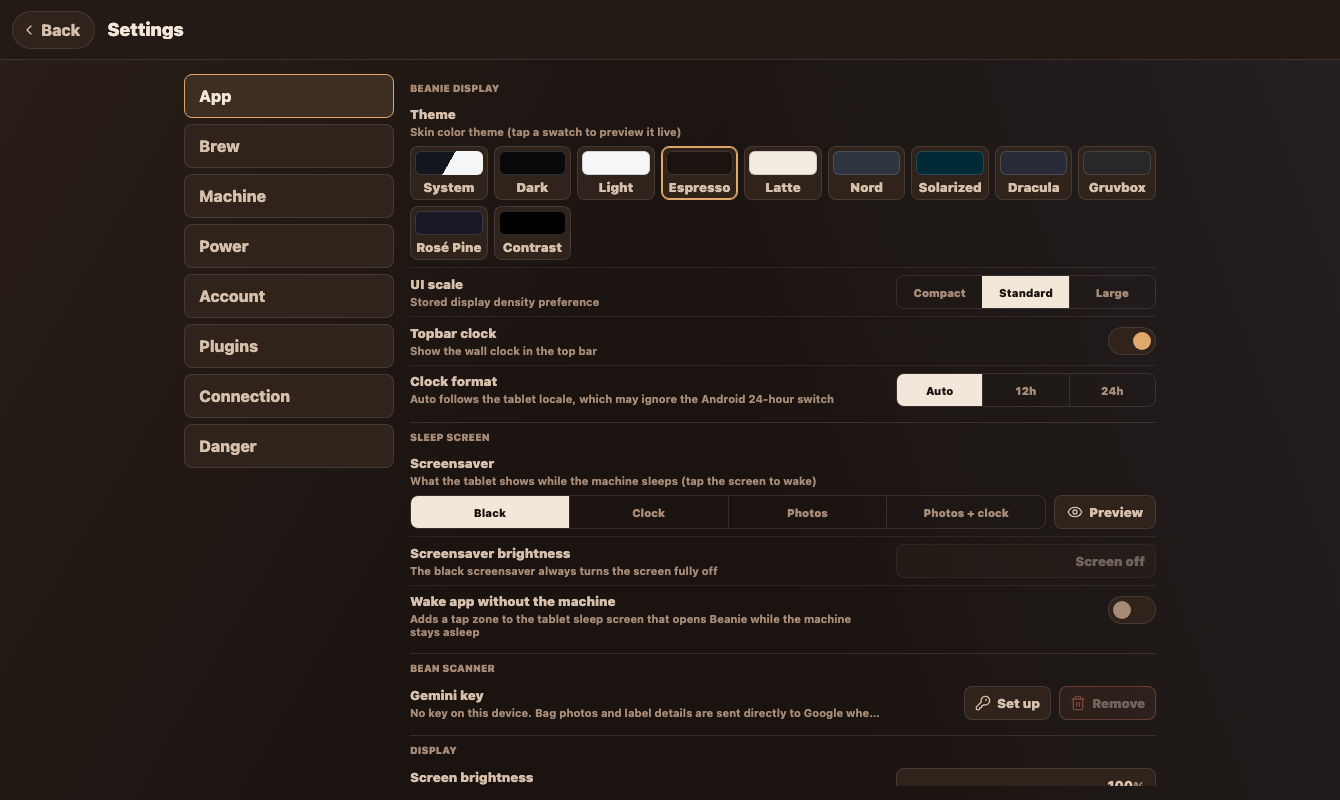 Back
Settings
App
Brew
Machine
Power
Account
Plugins
Connection
Danger
BEANIE DISPLAY
Theme
Skin color theme (tap a swatch to preview it live)
System
Dark
Light
Espresso
Latte
Nord
Solarized
Dracula
Gruvbox
Rosé Pine
Contrast
UI scale
Stored display density preference
Compact
Standard
Large
Topbar clock
Show the wall clock in the top bar
Clock format
Auto follows the tablet locale, which may ignore the Android 24-hour switch
Auto
12h
24h
SLEEP SCREEN
Screensaver
What the tablet shows while the machine sleeps (tap the screen to wake)
Black
Clock
Photos
Photos + clock
Preview
Screensaver brightness
The black screensaver always turns the screen fully off
Screen off
Wake app without the machine
Adds a tap zone to the tablet sleep screen that opens Beanie while the machine
stays asleep
BEAN SCANNER
Gemini key
No key on this device. Bag photos and label details are sent directly to Google whe...
Set up
Remove
DISPLAY
Screen brightness
100%